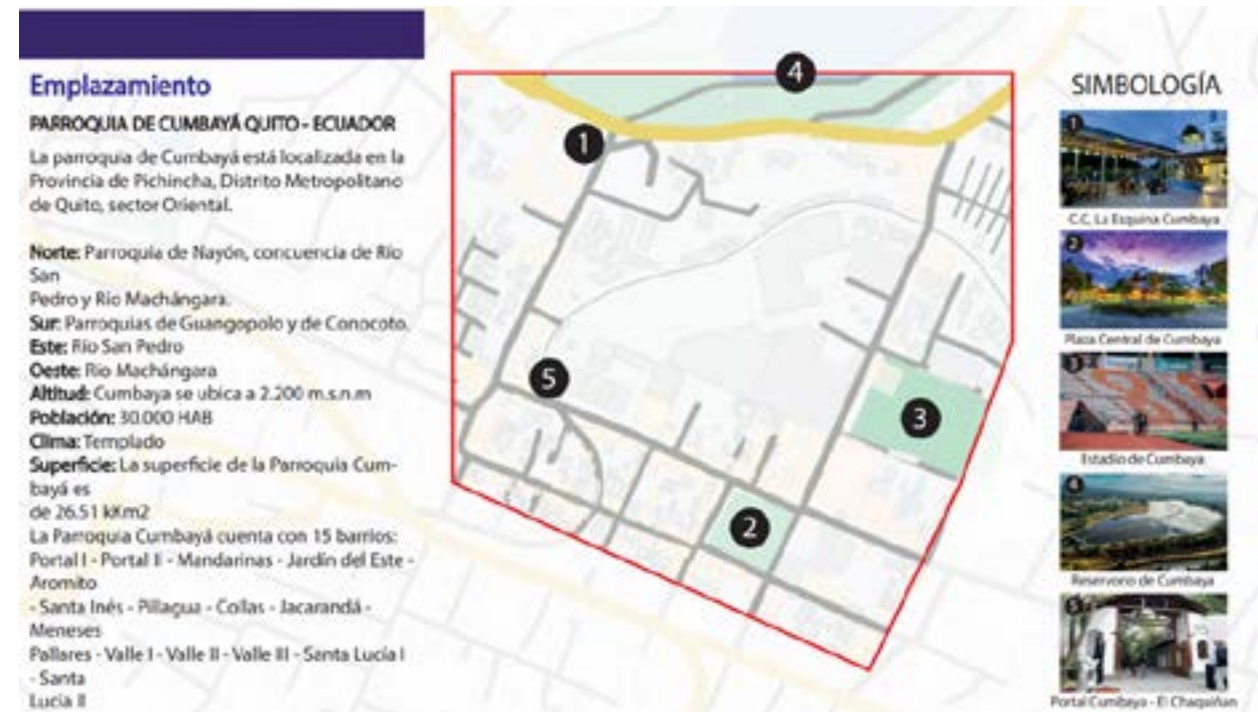 Emplazamiento
PARROQUIA DE CUMBAYÁ QUITO - ECUADOR
La parroquia de Cumbayá está localizada en la
Provincia de Pichincha, Distrito Metropolitano
de Quito, sector Oriental.
Norte: Parroquia de Nayón, concuencia de Río
San
Pedro y Río Machángara.
Sur: Parroquias de Guangopolo y de Conocoto.
Este: Río San Pedro
Oeste: Río Machángara
Altitud: Cumbaya se ubica a 2.200 m.s.n.m
Población: 30.000 HAB
Clima: Templado
Superficie: La superficie de la Parroquia Cum-
bayá es
de 26.51 kKm2
La Parroquia Cumbayá cuenta con 15 barrios:
Portal I - Portal II - Mandarinas - Jardín del Este -
Aromito
- Santa Inés - Pillagua - Collas - Jacarandá -
Meneses
Pallares - Valle I - Valle II - Valle III - Santa Lucía I
- Santa
Lucia II
4
1
5
3
2
SIMBOLOGÍA
1
C.C. La Esquina Cumbaya
2
Plaza Central de Cumbaya
3
Estadio de Cumbaya
4
Reservorio de Cumbaya
5
Portal Cumbaya - El Chaquiñan